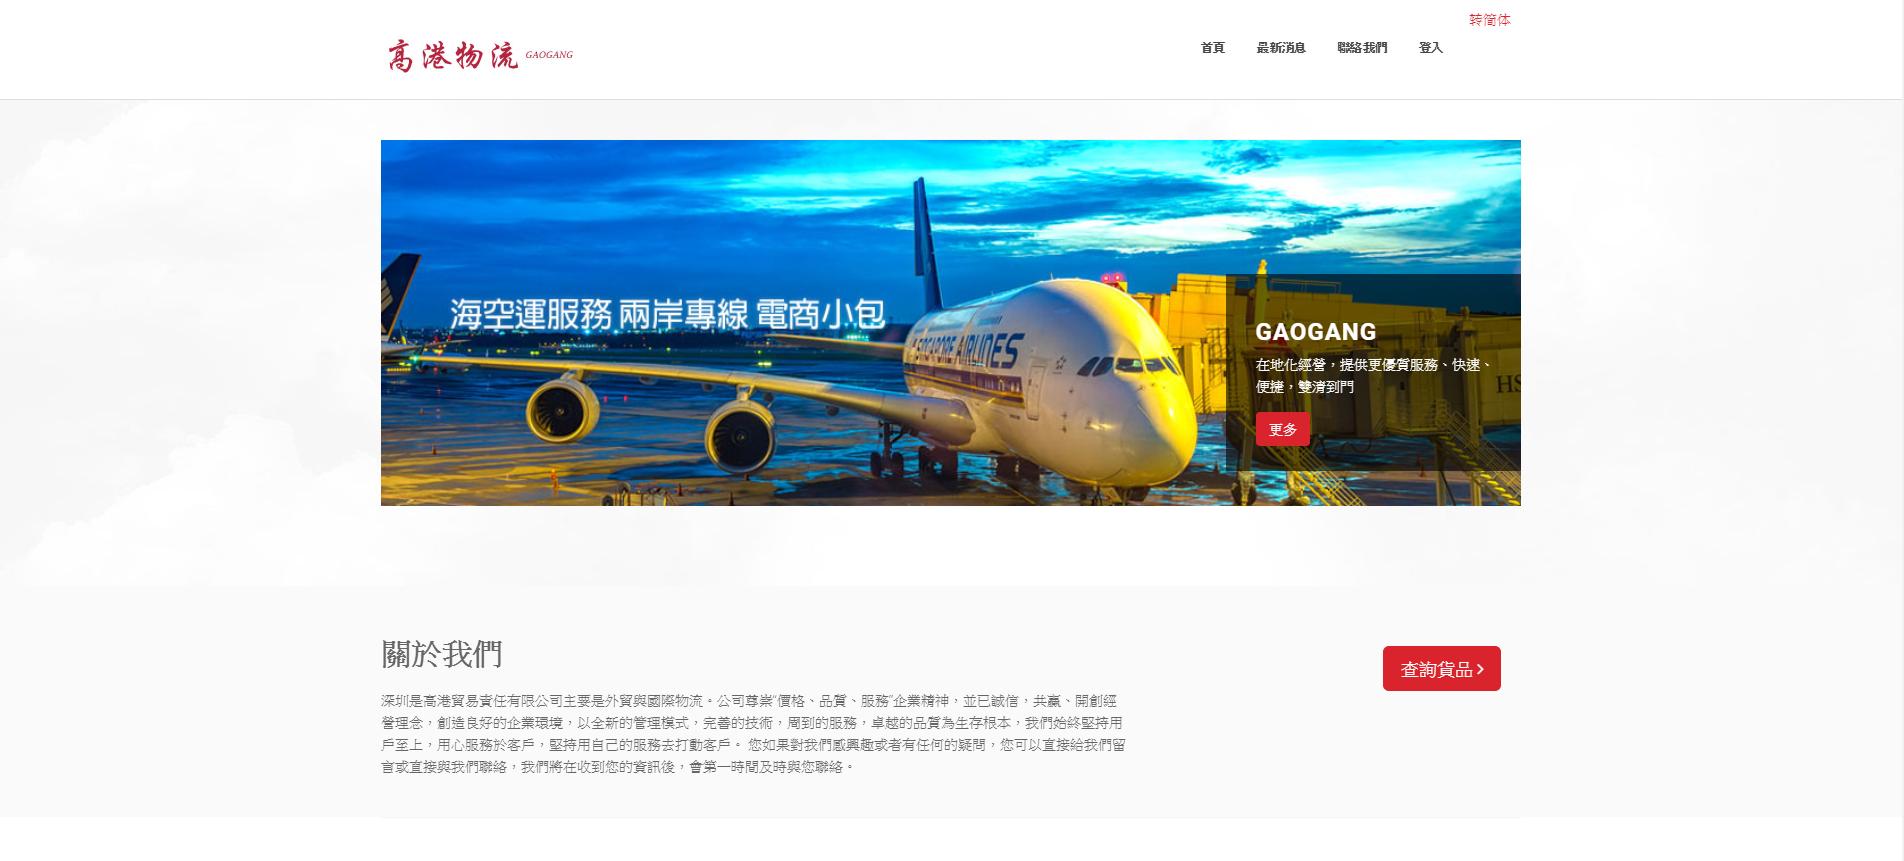 转简体
高港物流 GAOGANG
首頁 最新消息 聯絡我們 登入
海空運服務 兩岸專線 電商小包
SINGAPORE AIRLINES
GAOGANG
在地化經營，提供更優質服務、快速、
便捷，雙清到門
更多
關於我們
查詢貨品
深圳是高港貿易責任有限公司主要是外貿與國際物流。公司尊崇“價格、品質、服務”企業精神，並已誠信，共贏、開創經
營理念，創造良好的企業環境，以全新的管理模式，完善的技術，周到的服務，卓越的品質為生存根本，我們始終堅持用
戶至上，用心服務於客戶，堅持用自己的服務去打動客戶。 您如果對我們感興趣或者有任何的疑問，您可以直接給我們留
言或直接與我們聯絡，我們將在收到您的資訊後，會第一時間及時與您聯絡。